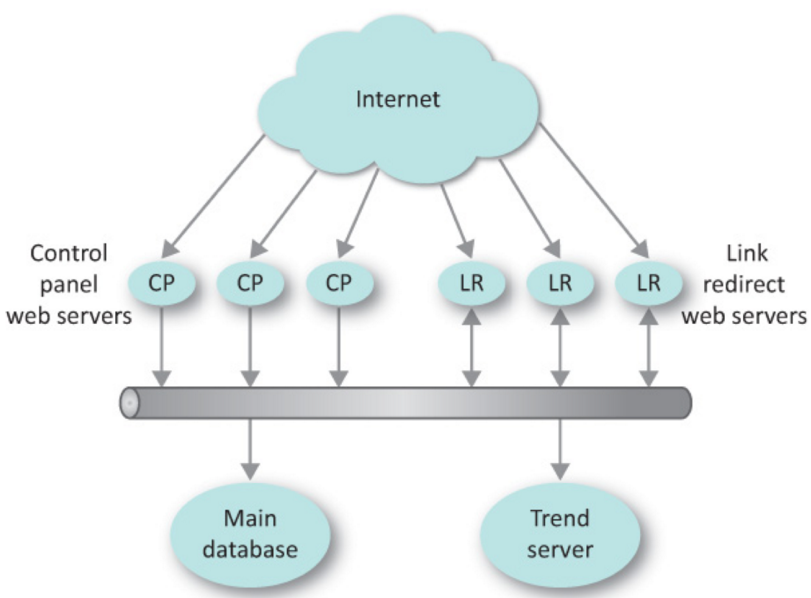 Internet
Control
panel
web servers
CP
CP
CP
LR
LR
LR
Link
redirect
web servers
Main
database
Trend
server